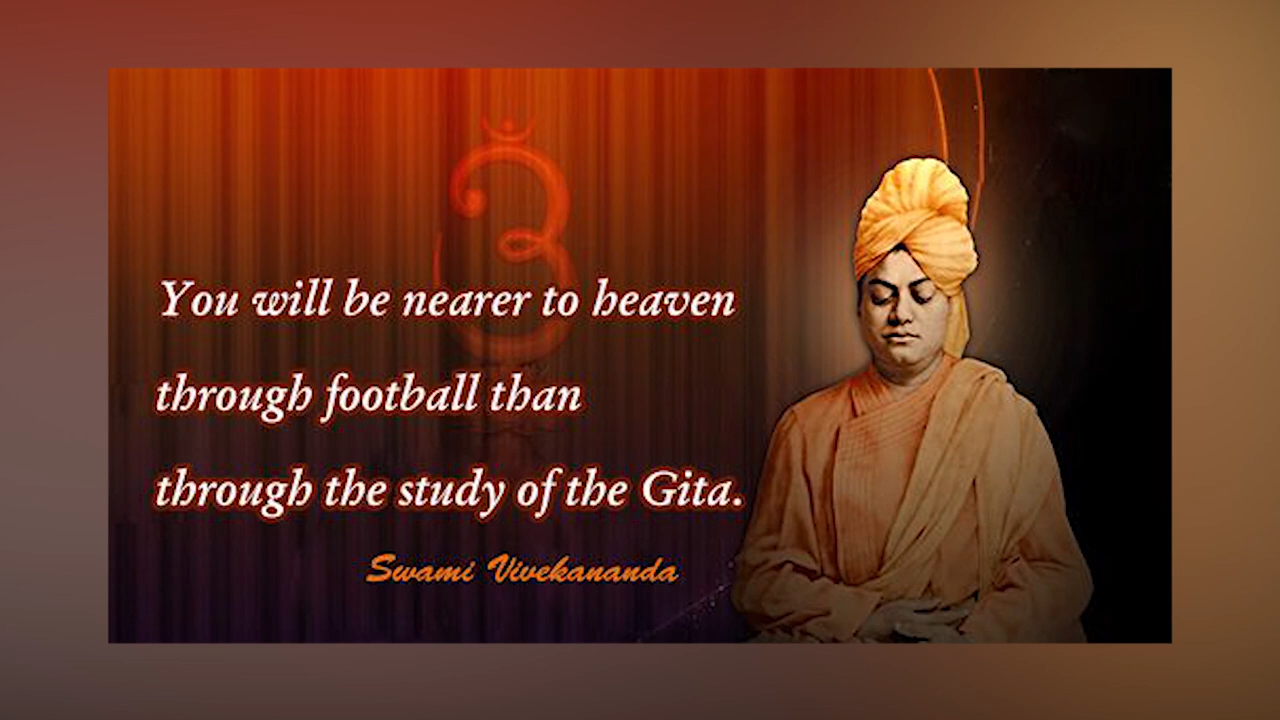 ॐ
You will be nearer to heaven
through football than
through the study of the Gita.
Swami Vivekananda